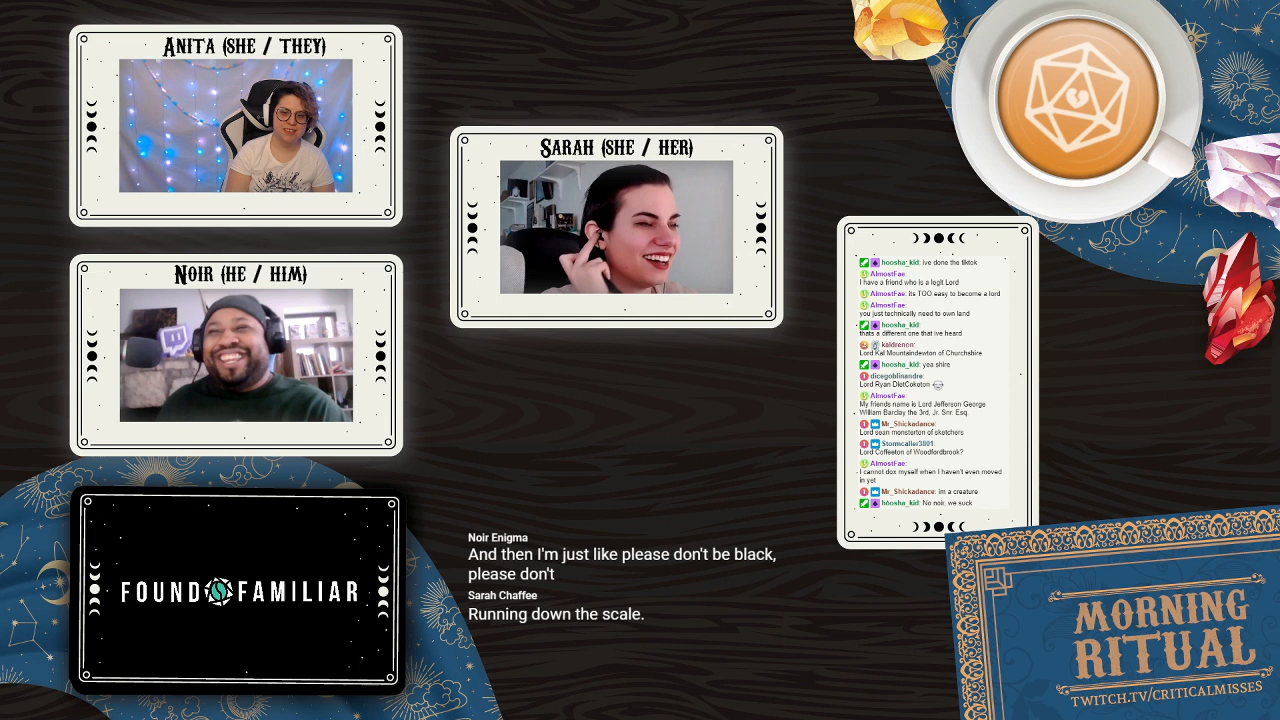 ANITA (SHE / THEY)
SARAH (SHE / HER)
NOIR (HE / HIM)
hoosha_kid: ive done the tiktok
AlmostFae:
I have a friend who is a legit Lord
AlmostFae: its TOO easy to become a lord
AlmostFae:
you just technically need to own land
hoosha_kid:
thats a different one that ive heard
kaldrenon:
Lord Kal Mountaindewton of Churchshire
hoosha_kid: yea shire
dicegoblinandre:
Lord Ryan DietCoketon
AlmostFae:
My friends name is Lord Jefferson George
William Barclay the 3rd, Jr. Snr. Esq.
Mr_Shickadance:
Lord sean monsterton of sketchers
Stormcaller3801:
Lord Coffeeton of Woodfordbrook?
AlmostFae:
I cannot dox myself when I haven't even moved
in yet
Mr_Shickadance: im a creature
hoosha_kid: No noir, we suck
FOUND FAMILIAR
Noir Enigma
And then I'm just like please don't be black,
please don't
Sarah Chaffee
Running down the scale.
MORNING
RITUAL
TWITCH.TV/CRITICALMISSES